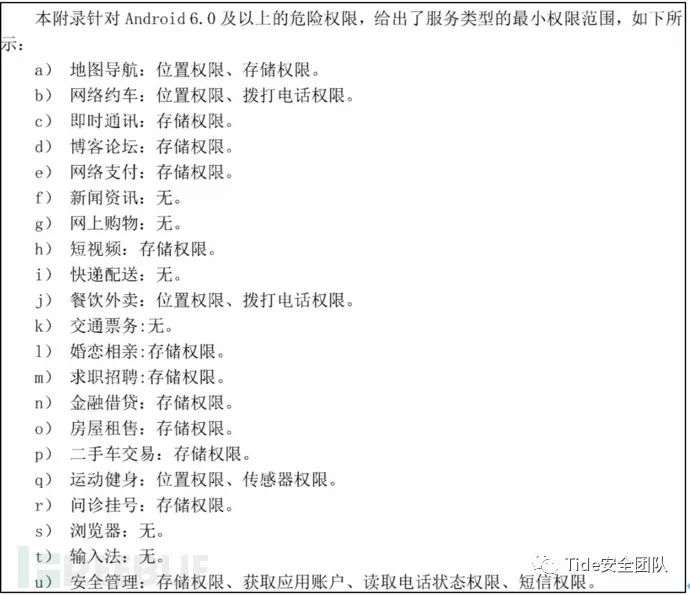 本附录针对 Android 6.0 及以上的危险权限，给出了服务类型的最小权限范围，如下所
示：
a） 地图导航：位置权限、存储权限。
b） 网络约车：位置权限、拨打电话权限。
c） 即时通讯：存储权限。
d） 博客论坛：存储权限。
e） 网络支付：存储权限。
f） 新闻资讯：无。
g） 网上购物：无。
h） 短视频：存储权限。
i） 快递配送：无。
j） 餐饮外卖：位置权限、拨打电话权限。
k） 交通票务:无。
l） 婚恋相亲:存储权限。
m） 求职招聘:存储权限。
n） 金融借贷：存储权限。
o） 房屋租售：存储权限。
p） 二手车交易：存储权限。
q） 运动健身：位置权限、传感器权限。
r） 问诊挂号：存储权限。
s） 浏览器：无。
t） 输入法：无。
u） 安全管理：存储权限、获取应用账户、读取电话状态权限、短信权限。
FREEBUF
Tide安全团队